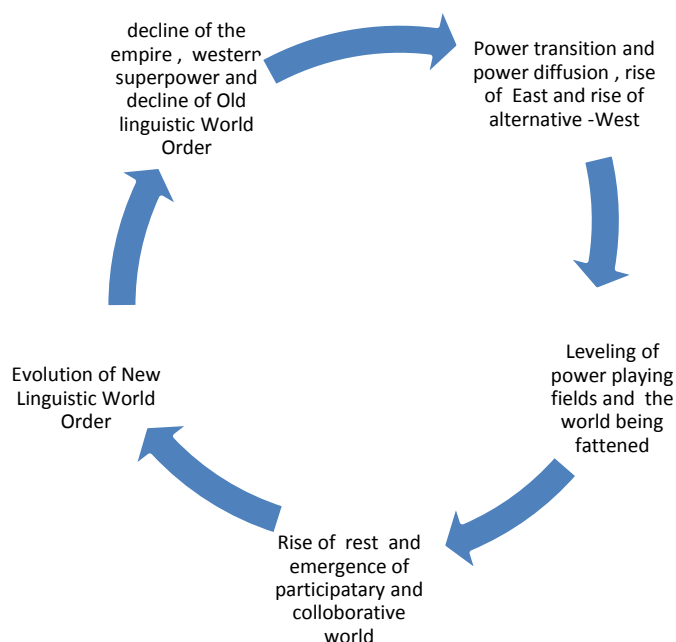 decline of the
empire , western
superpower and
decline of Old
linguistic World
Order
Power transition and
power diffusion , rise
of East and rise of
alternative -West
Leveling of
power playing
fields and the
world being
fattened
Rise of rest and
emergence of
participatary and
colloborative
world
Evolution of New
Linguistic World
Order